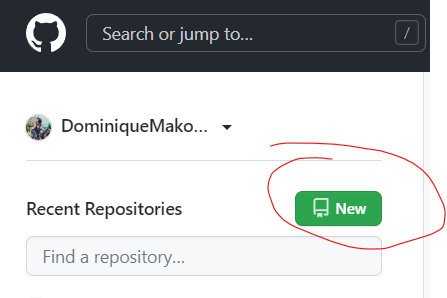 Search or jump to...
/
DominiqueMako...
Recent Repositories
New
Find a repository...